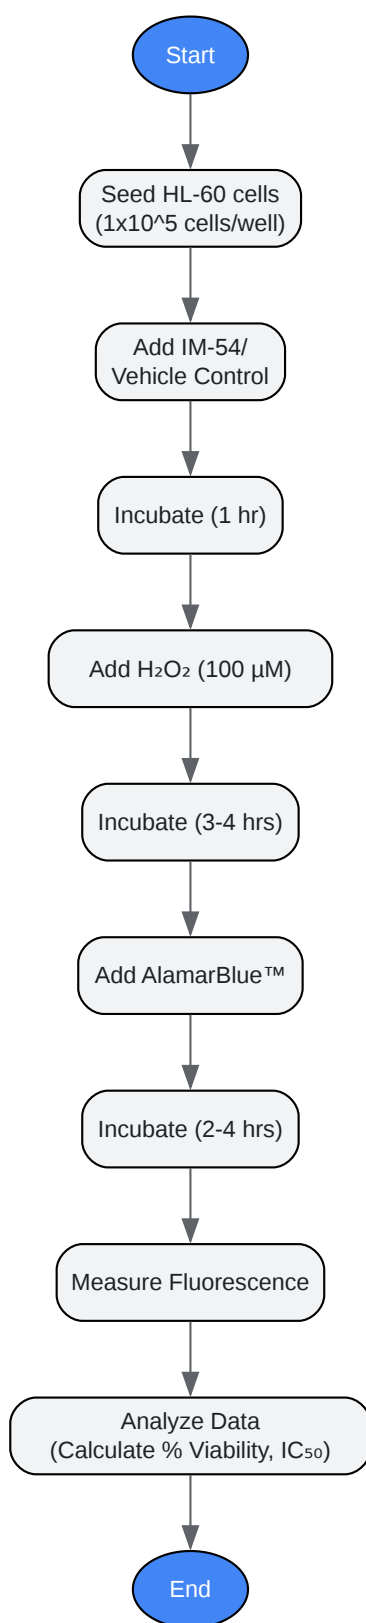 Start
Seed HL-60 cells
(1x10^5 cells/well)
Add IM-54/
Vehicle Control
Incubate (1 hr)
Add H₂O₂ (100 µM)
Incubate (3-4 hrs)
Add AlamarBlue™
Incubate (2-4 hrs)
Measure Fluorescence
Analyze Data
(Calculate % Viability, IC₅₀)
End